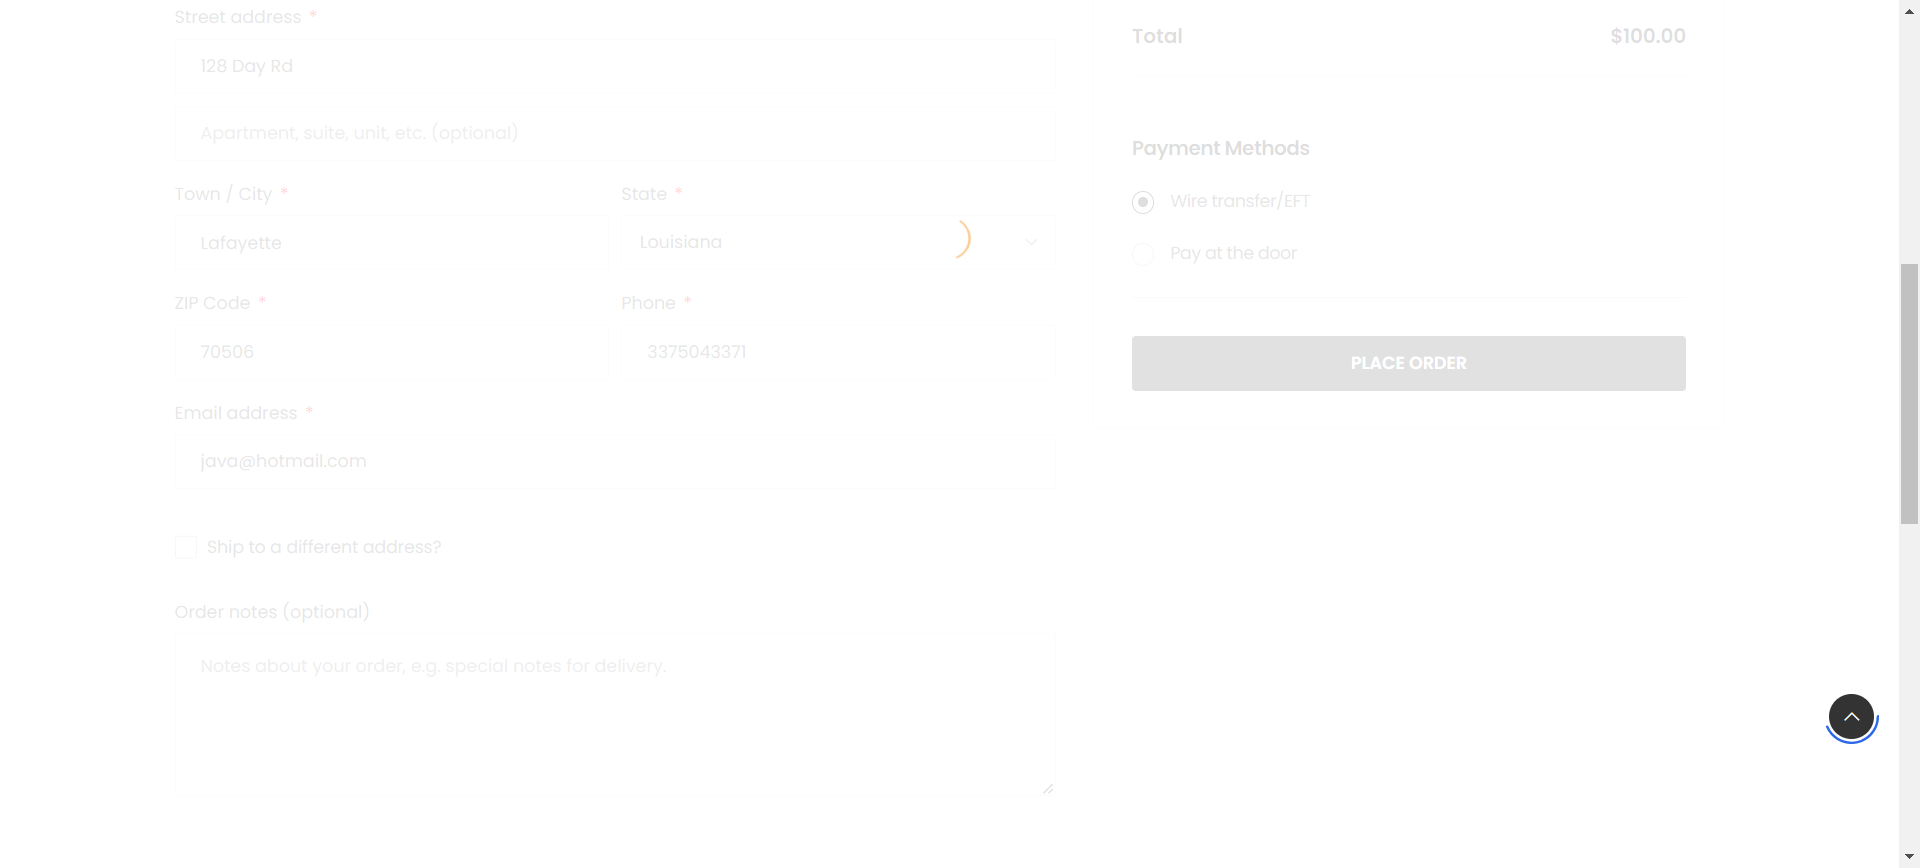 Street address *
128 Day Rd
Apartment, suite, unit, etc. (optional)
Town / City *
State *
Lafayette
Louisiana
ZIP Code *
Phone *
70506
3375043371
Email address *
java@hotmail.com
Ship to a different address?
Order notes (optional)
Notes about your order, e.g. special notes for delivery.
Total $100.00
Payment Methods
Wire transfer/EFT
Pay at the door
PLACE ORDER